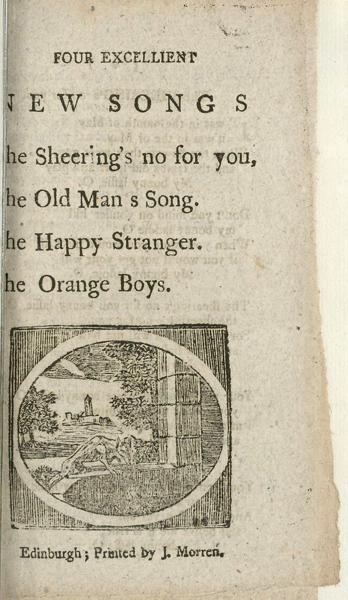 FOUR EXCELLIENT
NEW SONGS
he Sheering's no for you,
he Old Man s Song.
he Happy Stranger.
he Orange Boys.
Edinburgh; Printed by J. Morren.